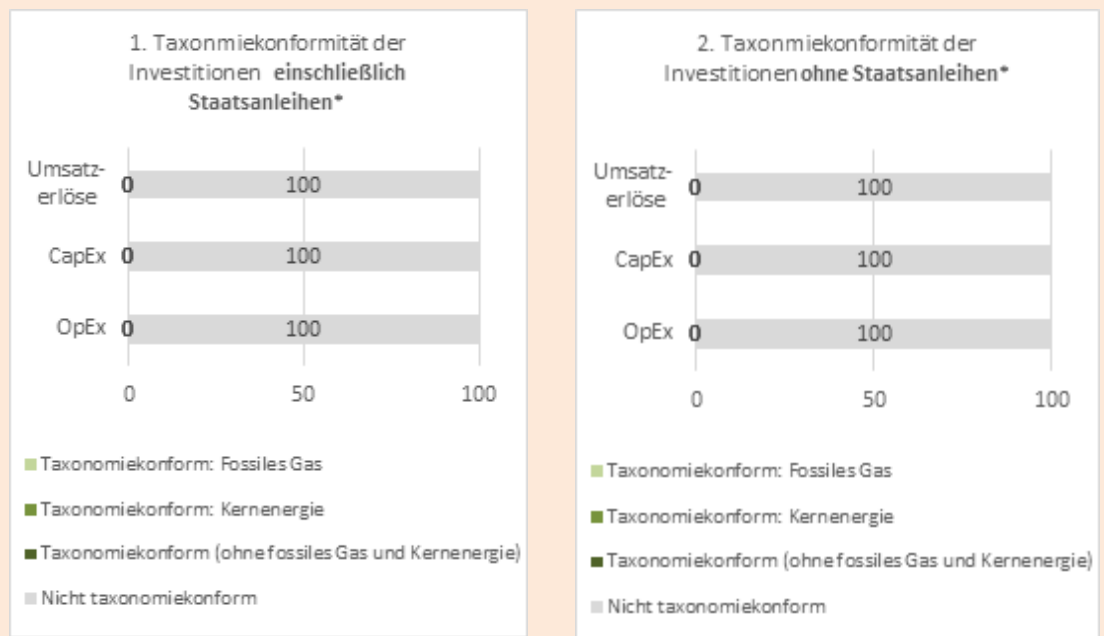 1. Taxonmiekonformität der
Investitionen einschließlich
Staatsanleihen*
Umsatz-
erlöse
0 100
CapEx 0 100
OpEx 0 100
0 50 100
Taxonomiekonform: Fossiles Gas
Taxonomiekonform: Kernenergie
Taxonomiekonform (ohne fossiles Gas und Kernenergie)
Nicht taxonomiekonform
2. Taxonmiekonformität der
Investitionen ohne Staatsanleihen*
Umsatz-
erlöse
0 100
CapEx 0 100
OpEx 0 100
0 50 100
Taxonomiekonform: Fossiles Gas
Taxonomiekonform: Kernenergie
Taxonomiekonform (ohne fossiles Gas und Kernenergie)
Nicht taxonomiekonform